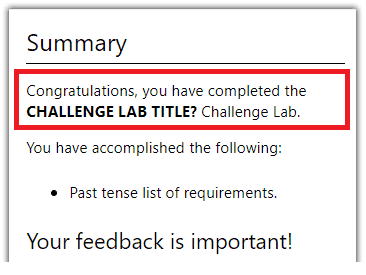 Summary
Congratulations, you have completed the
CHALLENGE LAB TITLE? Challenge Lab.
You have accomplished the following:
Past tense list of requirements.
Your feedback is important!